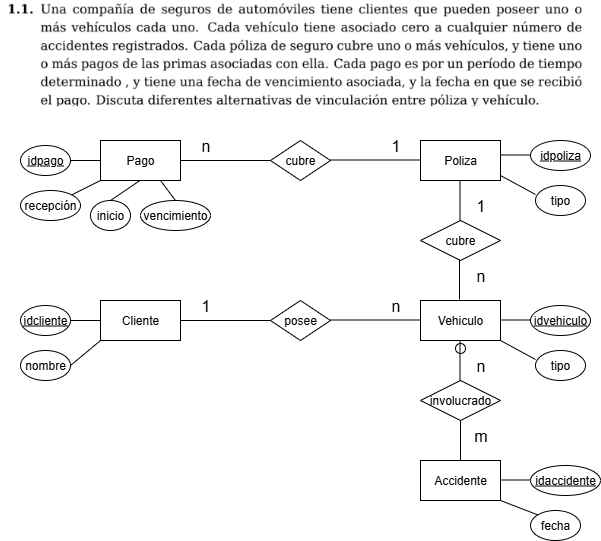 1.1. Una compañía de seguros de automóviles tiene clientes que pueden poseer uno o
más vehículos cada uno. Cada vehículo tiene asociado cero a cualquier número de
accidentes registrados. Cada póliza de seguro cubre uno o más vehículos, y tiene uno
o más pagos de las primas asociadas con ella. Cada pago es por un período de tiempo
determinado , y tiene una fecha de vencimiento asociada, y la fecha en que se recibió
el pago. Discuta diferentes alternativas de vinculación entre póliza y vehículo.
n
1
idpago
Pago
cubre
Poliza
idpoliza
recepción
inicio
vencimiento
tipo
1
cubre
n
1
n
idcliente
Cliente
posee
Vehiculo
idvehiculo
nombre
n
tipo
involucrado
m
Accidente
idaccidente
fecha